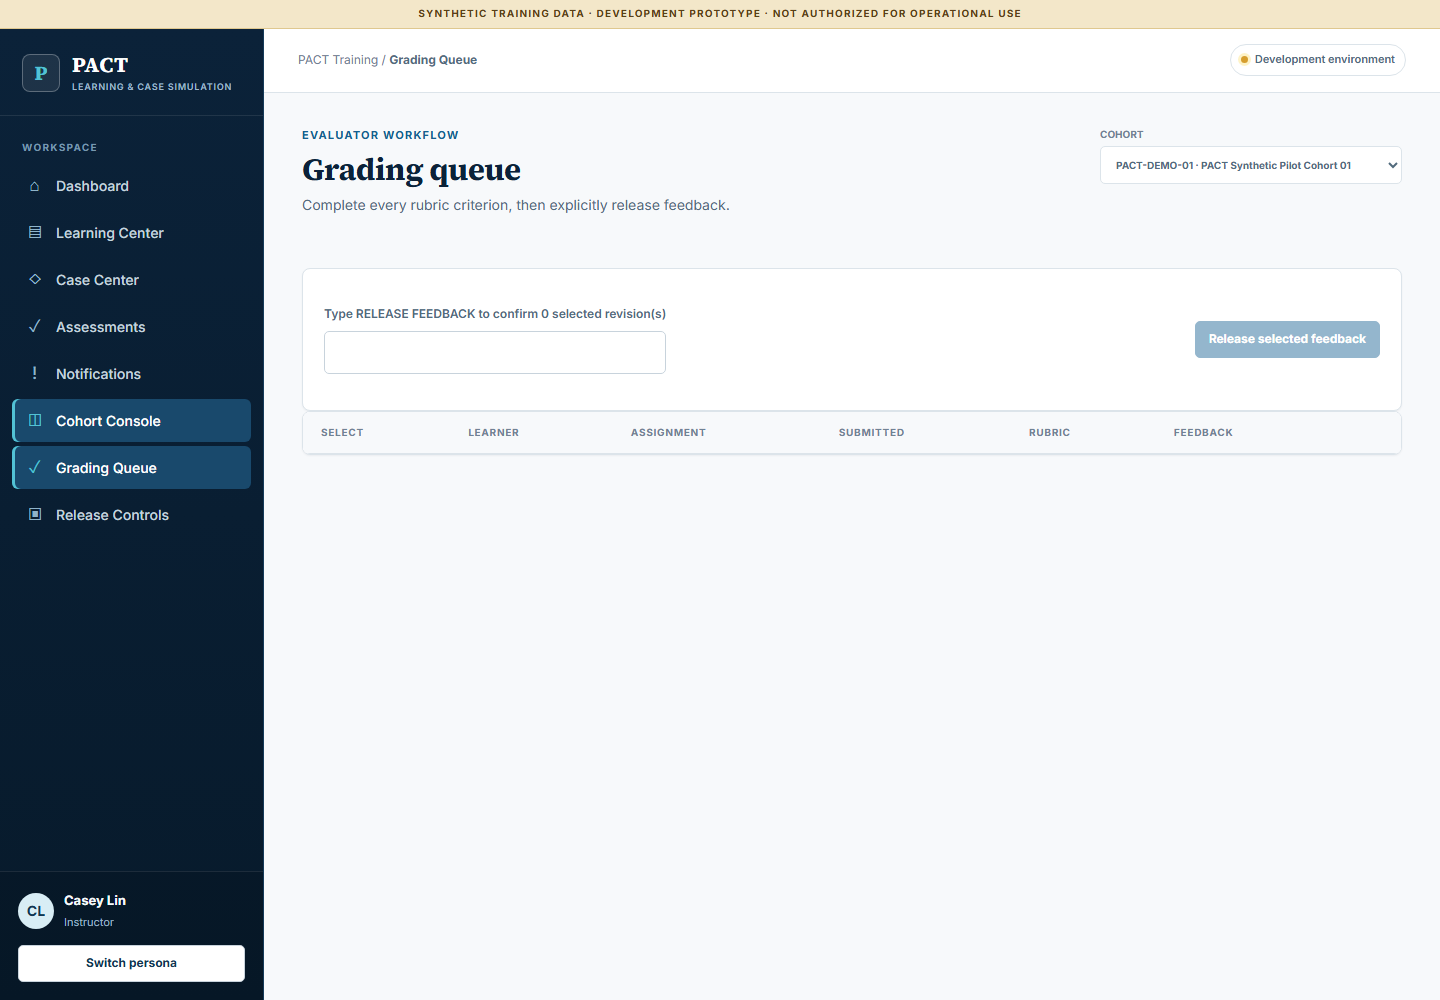 SYNTHETIC TRAINING DATA · DEVELOPMENT PROTOTYPE · NOT AUTHORIZED FOR OPERATIONAL USE
P
PACT
LEARNING & CASE SIMULATION
WORKSPACE
Dashboard
Learning Center
Case Center
Assessments
Notifications
Cohort Console
Grading Queue
Release Controls
CL
Casey Lin
Instructor
Switch persona
PACT Training / Grading Queue
Development environment
EVALUATOR WORKFLOW
Grading queue
Complete every rubric criterion, then explicitly release feedback.
COHORT
PACT-DEMO-01 · PACT Synthetic Pilot Cohort 01
Type RELEASE FEEDBACK to confirm 0 selected revision(s)
Release selected feedback
SELECT LEARNER ASSIGNMENT SUBMITTED RUBRIC FEEDBACK